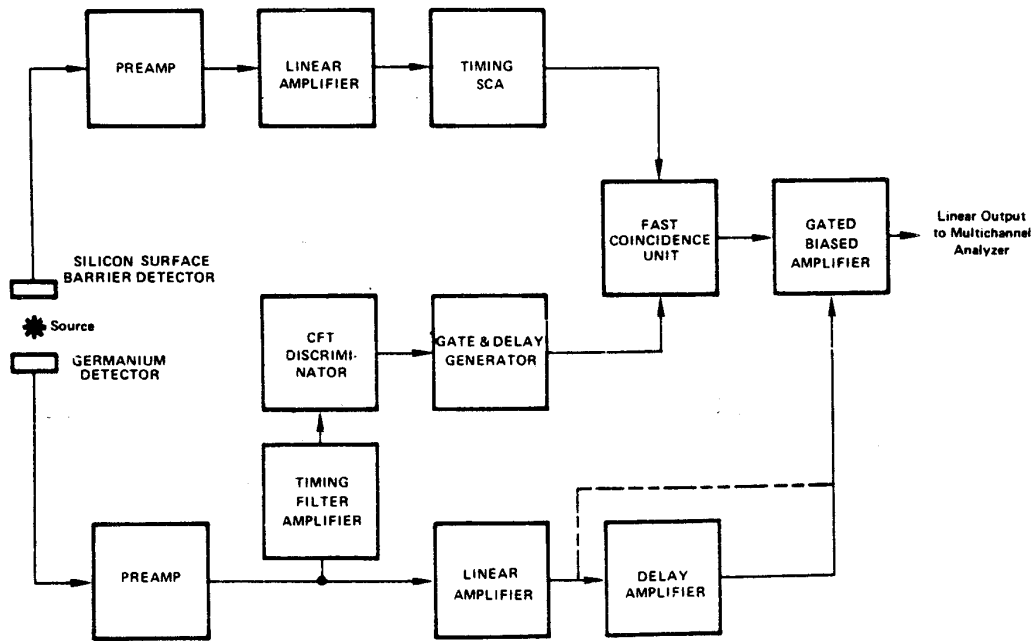 PREAMP
LINEAR
AMPLIFIER
TIMING
SCA
FAST
COINCIDENCE
UNIT
GATED
BIASED
AMPLIFIER
Linear Output
to Multichannel
Analyzer
SILICON SURFACE
BARRIER DETECTOR
Source
GERMANIUM
DETECTOR
CFT
DISCRIMI-
NATOR
GATE & DELAY
GENERATOR
TIMING
FILTER
AMPLIFIER
PREAMP
LINEAR
AMPLIFIER
DELAY
AMPLIFIER